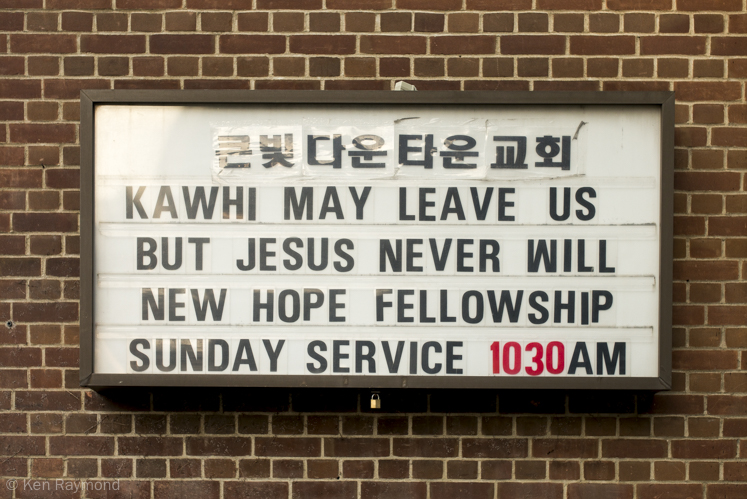 큰빛다운타운교회
KAWHI MAY LEAVE US
BUT JESUS NEVER WILL
NEW HOPE FELLOWSHIP
SUNDAY SERVICE 1030AM
© Ken Raymond